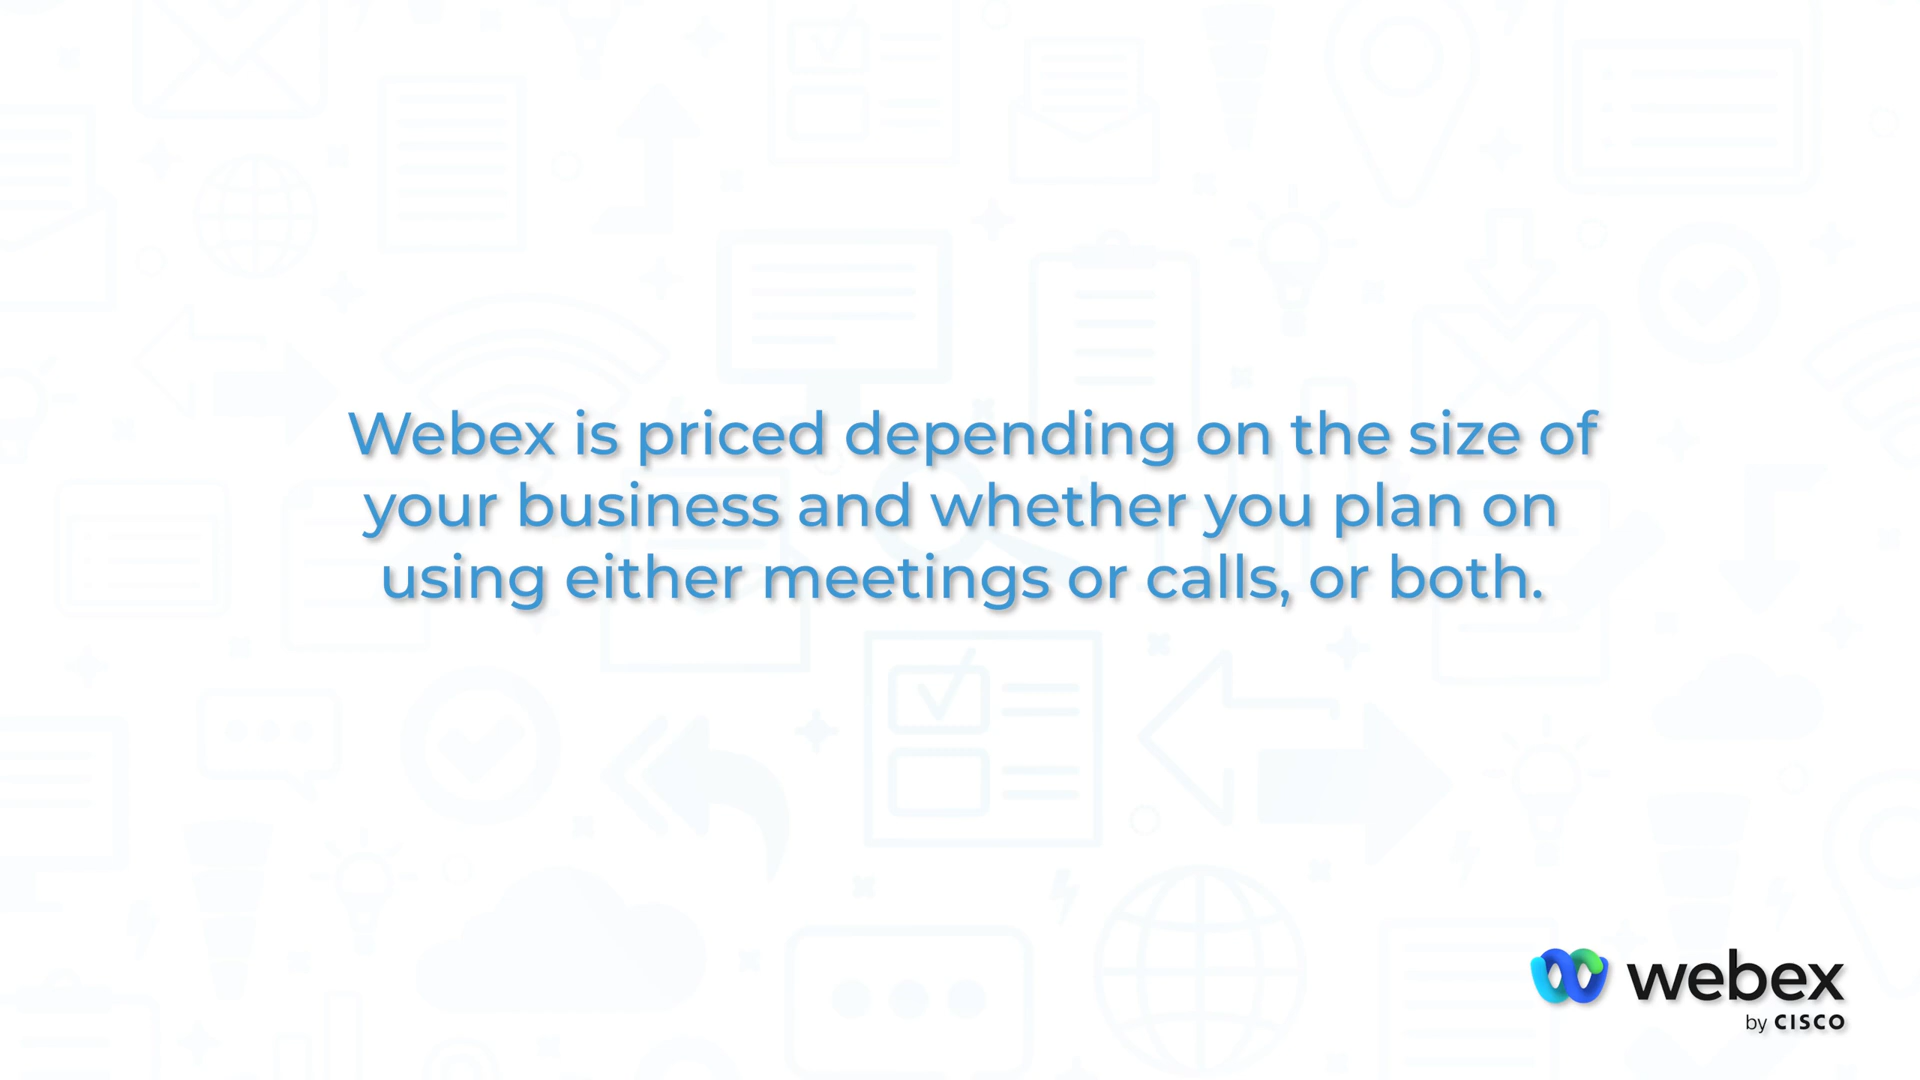 Webex is priced depending on the size of
your business and whether you plan on
using either meetings or calls, or both.
webex
by CISCO